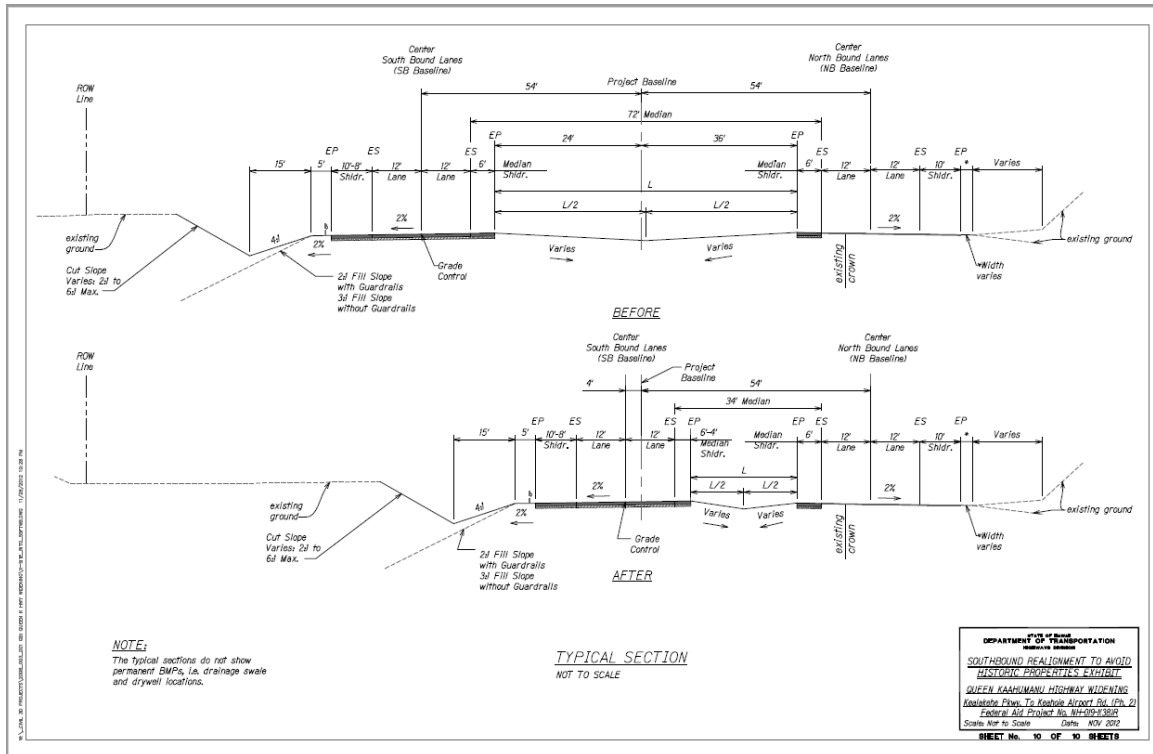 Center
South Bound Lanes
(SB Baseline)
Center
North Bound Lanes
(NB Baseline)
ROW
Line
54'
Project Baseline
54'
72' Median
24'
36'
EP
ES
ES
EP
EP
ES
ES
EP
15'
5'
10'-8'
Shldr.
12'
Lane
12'
Lane
6'
Median
Shldr.
Median
Shldr.
6'
12'
Lane
12'
Lane
10'
Shldr.
*
Varies
L
L/2
L/2
2%
2%
existing
ground
4:1
2%
Varies
Varies
existing
crown
existing ground
Cut Slope
Varies: 2:1 to
6:1 Max.
2:1 Fill Slope
with Guardrails
3:1 Fill Slope
without Guardrails
Grade
Control
*Width
varies
BEFORE
Center
South Bound Lanes
(SB Baseline)
Center
North Bound Lanes
(NB Baseline)
ROW
Line
Project
Baseline
4'
54'
34' Median
EP
ES
ES
EP
EP
ES
ES
EP
15'
5'
10'-8'
Shldr.
12'
Lane
12'
Lane
6'-4'
Median
Shldr.
Median
Shldr.
6'
12'
Lane
12'
Lane
10'
Shldr.
*
Varies
L
L/2
L/2
2%
2%
existing
ground
4:1
2%
Varies
Varies
existing
crown
existing ground
Cut Slope
Varies: 2:1 to
6:1 Max.
2:1 Fill Slope
with Guardrails
3:1 Fill Slope
without Guardrails
Grade
Control
*Width
varies
AFTER
NOTE:
The typical sections do not show
permanent BMPs, i.e. drainage swale
and drywell locations.
TYPICAL SECTION
NOT TO SCALE
STATE OF HAWAII
DEPARTMENT OF TRANSPORTATION
HIGHWAYS DIVISION
SOUTHBOUND REALIGNMENT TO AVOID
HISTORIC PROPERTIES EXHIBIT
QUEEN KAAHUMANU HIGHWAY WIDENING
Kealakehe Pkwy. To Keahole Airport Rd. (Ph. 2)
Federal Aid Project No. NH-019-1(38)R
Scale: Not to Scale Date: NOV 2012
SHEET No. 10 OF 10 SHEETS